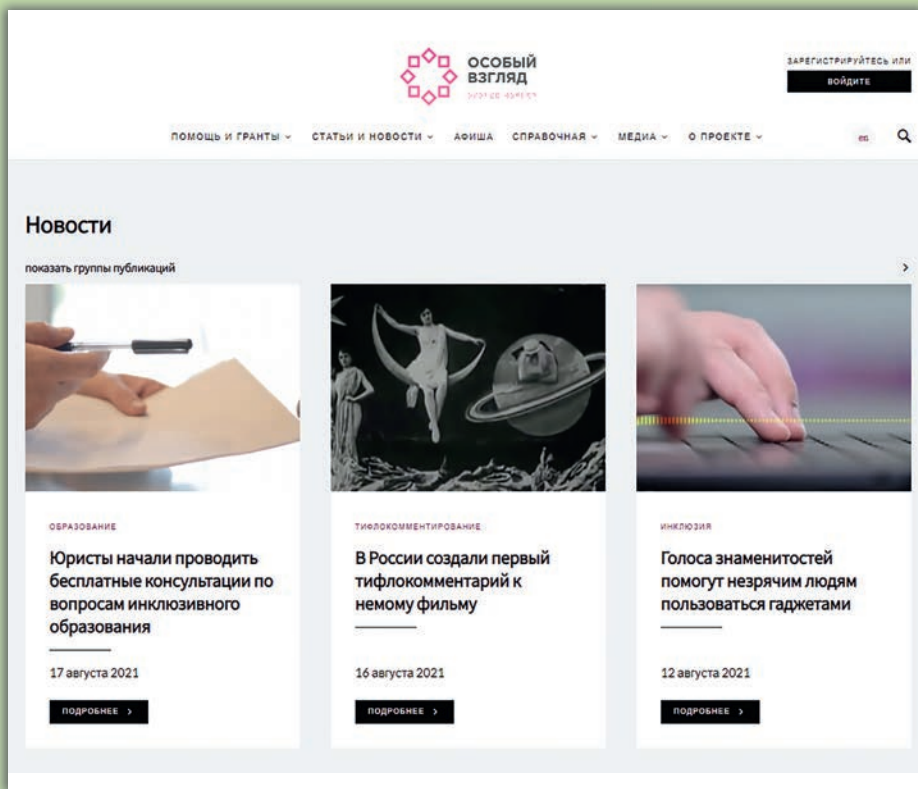 ОСОБЫЙ
ВЗГЛЯД
ЗАРЕГИСТРИРУЙТЕСЬ ИЛИ
ВОЙДИТЕ
ПОМОЩЬ И ГРАНТЫ СТАТЬИ И НОВОСТИ АФИША СПРАВОЧНАЯ МЕДИА О ПРОЕКТЕ en
Новости
показать группы публикаций
ОБРАЗОВАНИЕ
Юристы начали проводить
бесплатные консультации по
вопросам инклюзивного
образования
17 августа 2021
ПОДРОБНЕЕ
ТИФЛОКОММЕНТИРОВАНИЕ
В России создали первый
тифлокомментарий к
немому фильму
16 августа 2021
ПОДРОБНЕЕ
ИНКЛЮЗИЯ
Голоса знаменитостей
помогут незрячим людям
пользоваться гаджетами
12 августа 2021
ПОДРОБНЕЕ